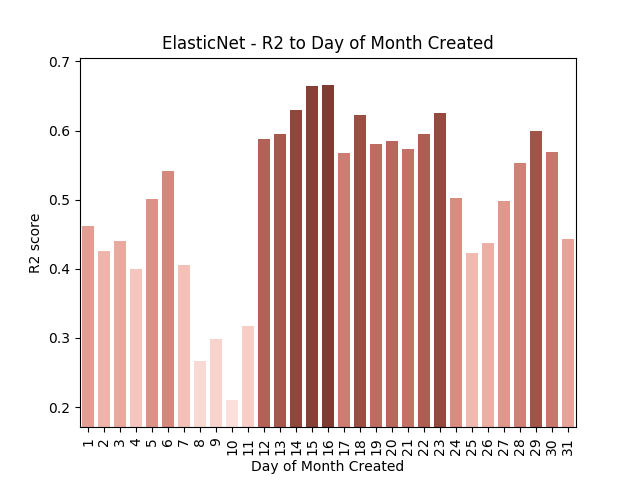 ElasticNet - R2 to Day of Month Created
R2 score
0.7
0.6
0.5
0.4
0.3
0.2
1 2 3 4 5 6 7 8 9 10 11 12 13 14 15 16 17 18 19 20 21 22 23 24 25 26 27 28 29 30 31
Day of Month Created